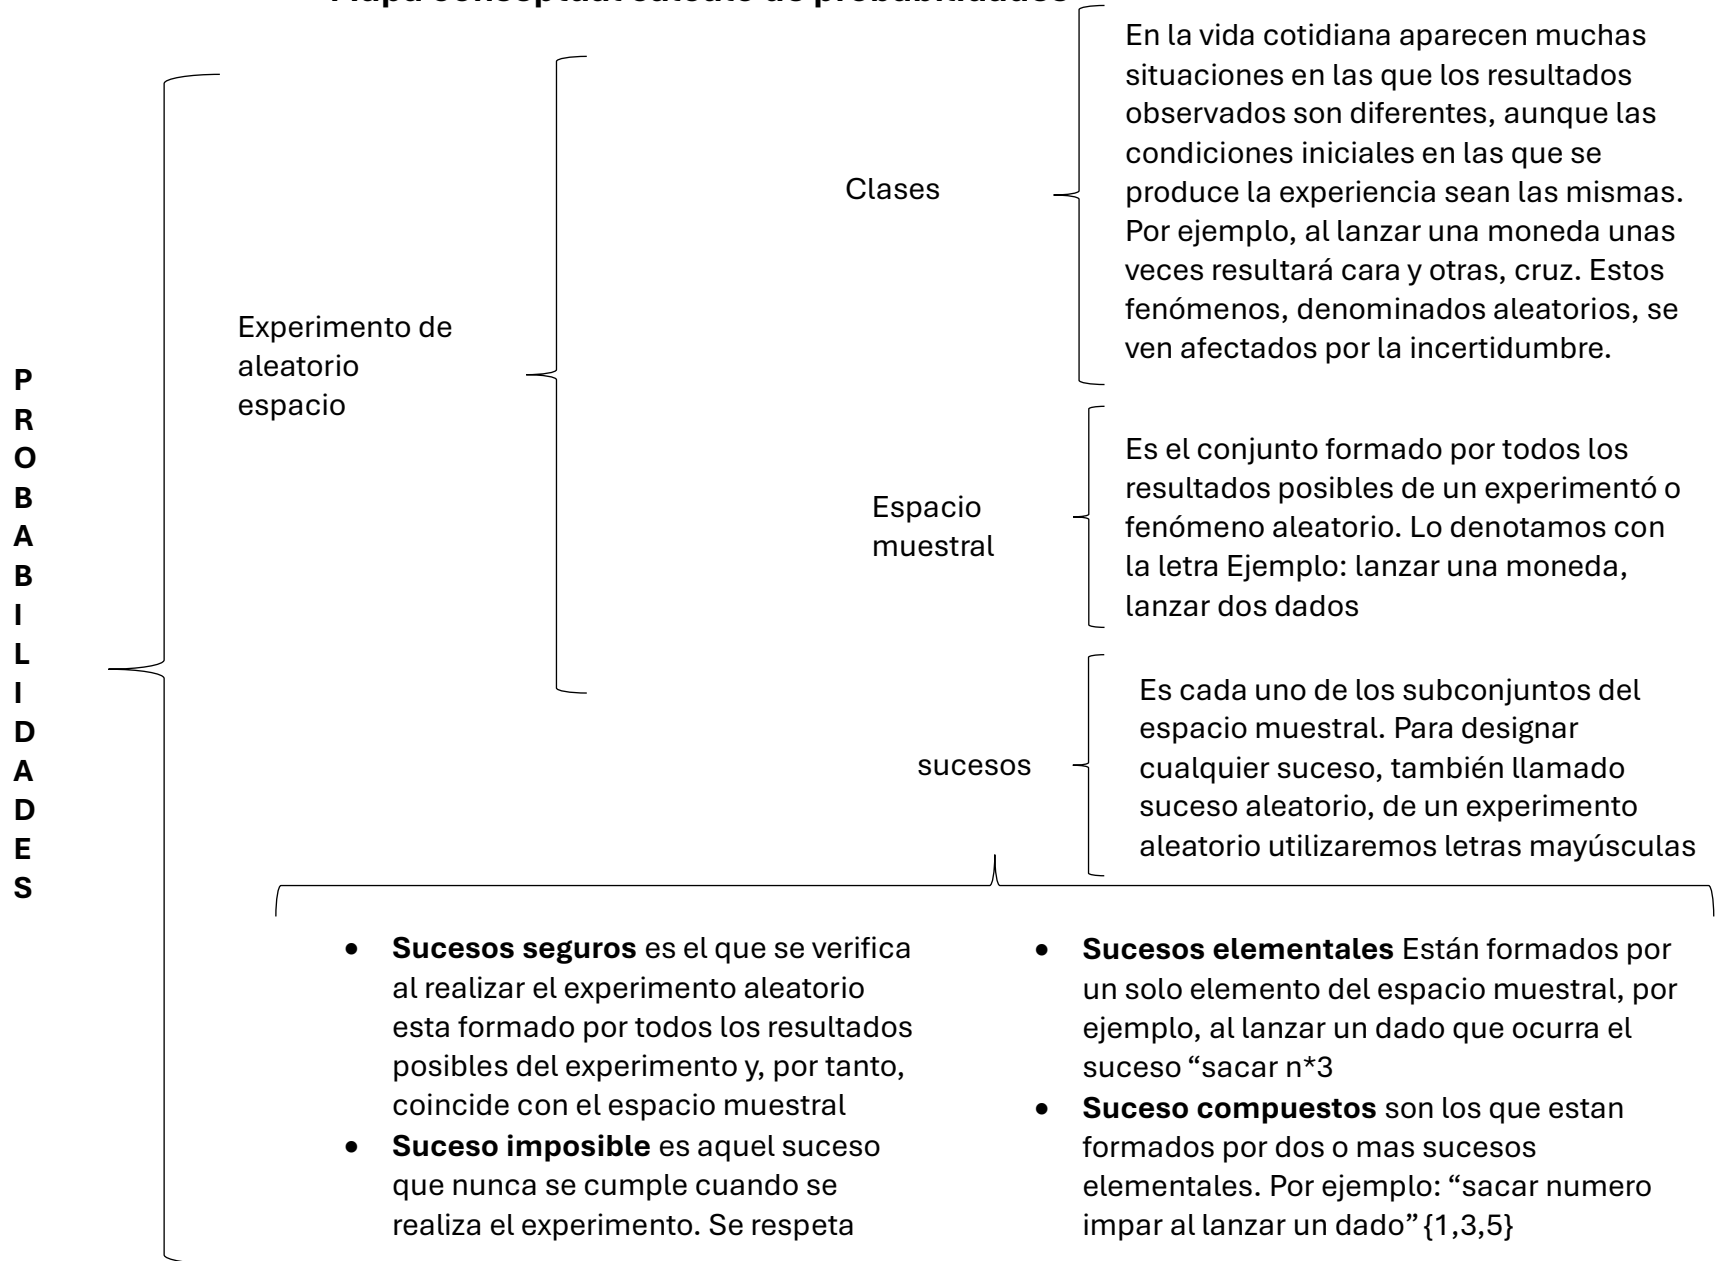 Mapa conceptual cálculo de probabilidades
P
R
O
B
A
B
I
L
I
D
A
D
E
S
Experimento de
aleatorio
espacio
Clases
En la vida cotidiana aparecen muchas
situaciones en las que los resultados
observados son diferentes, aunque las
condiciones iniciales en las que se
produce la experiencia sean las mismas.
Por ejemplo, al lanzar una moneda unas
veces resultará cara y otras, cruz. Estos
fenómenos, denominados aleatorios, se
ven afectados por la incertidumbre.
Espacio
muestral
Es el conjunto formado por todos los
resultados posibles de un experimentó o
fenómeno aleatorio. Lo denotamos con
la letra Ejemplo: lanzar una moneda,
lanzar dos dados
sucesos
Es cada uno de los subconjuntos del
espacio muestral. Para designar
cualquier suceso, también llamado
suceso aleatorio, de un experimento
aleatorio utilizaremos letras mayúsculas
• Sucesos seguros es el que se verifica
al realizar el experimento aleatorio
esta formado por todos los resultados
posibles del experimento y, por tanto,
coincide con el espacio muestral
• Suceso imposible es aquel suceso
que nunca se cumple cuando se
realiza el experimento. Se respeta
• Sucesos elementales Están formados por
un solo elemento del espacio muestral, por
ejemplo, al lanzar un dado que ocurra el
suceso “sacar n*3
• Suceso compuestos son los que estan
formados por dos o mas sucesos
elementales. Por ejemplo: “sacar numero
impar al lanzar un dado” {1,3,5}